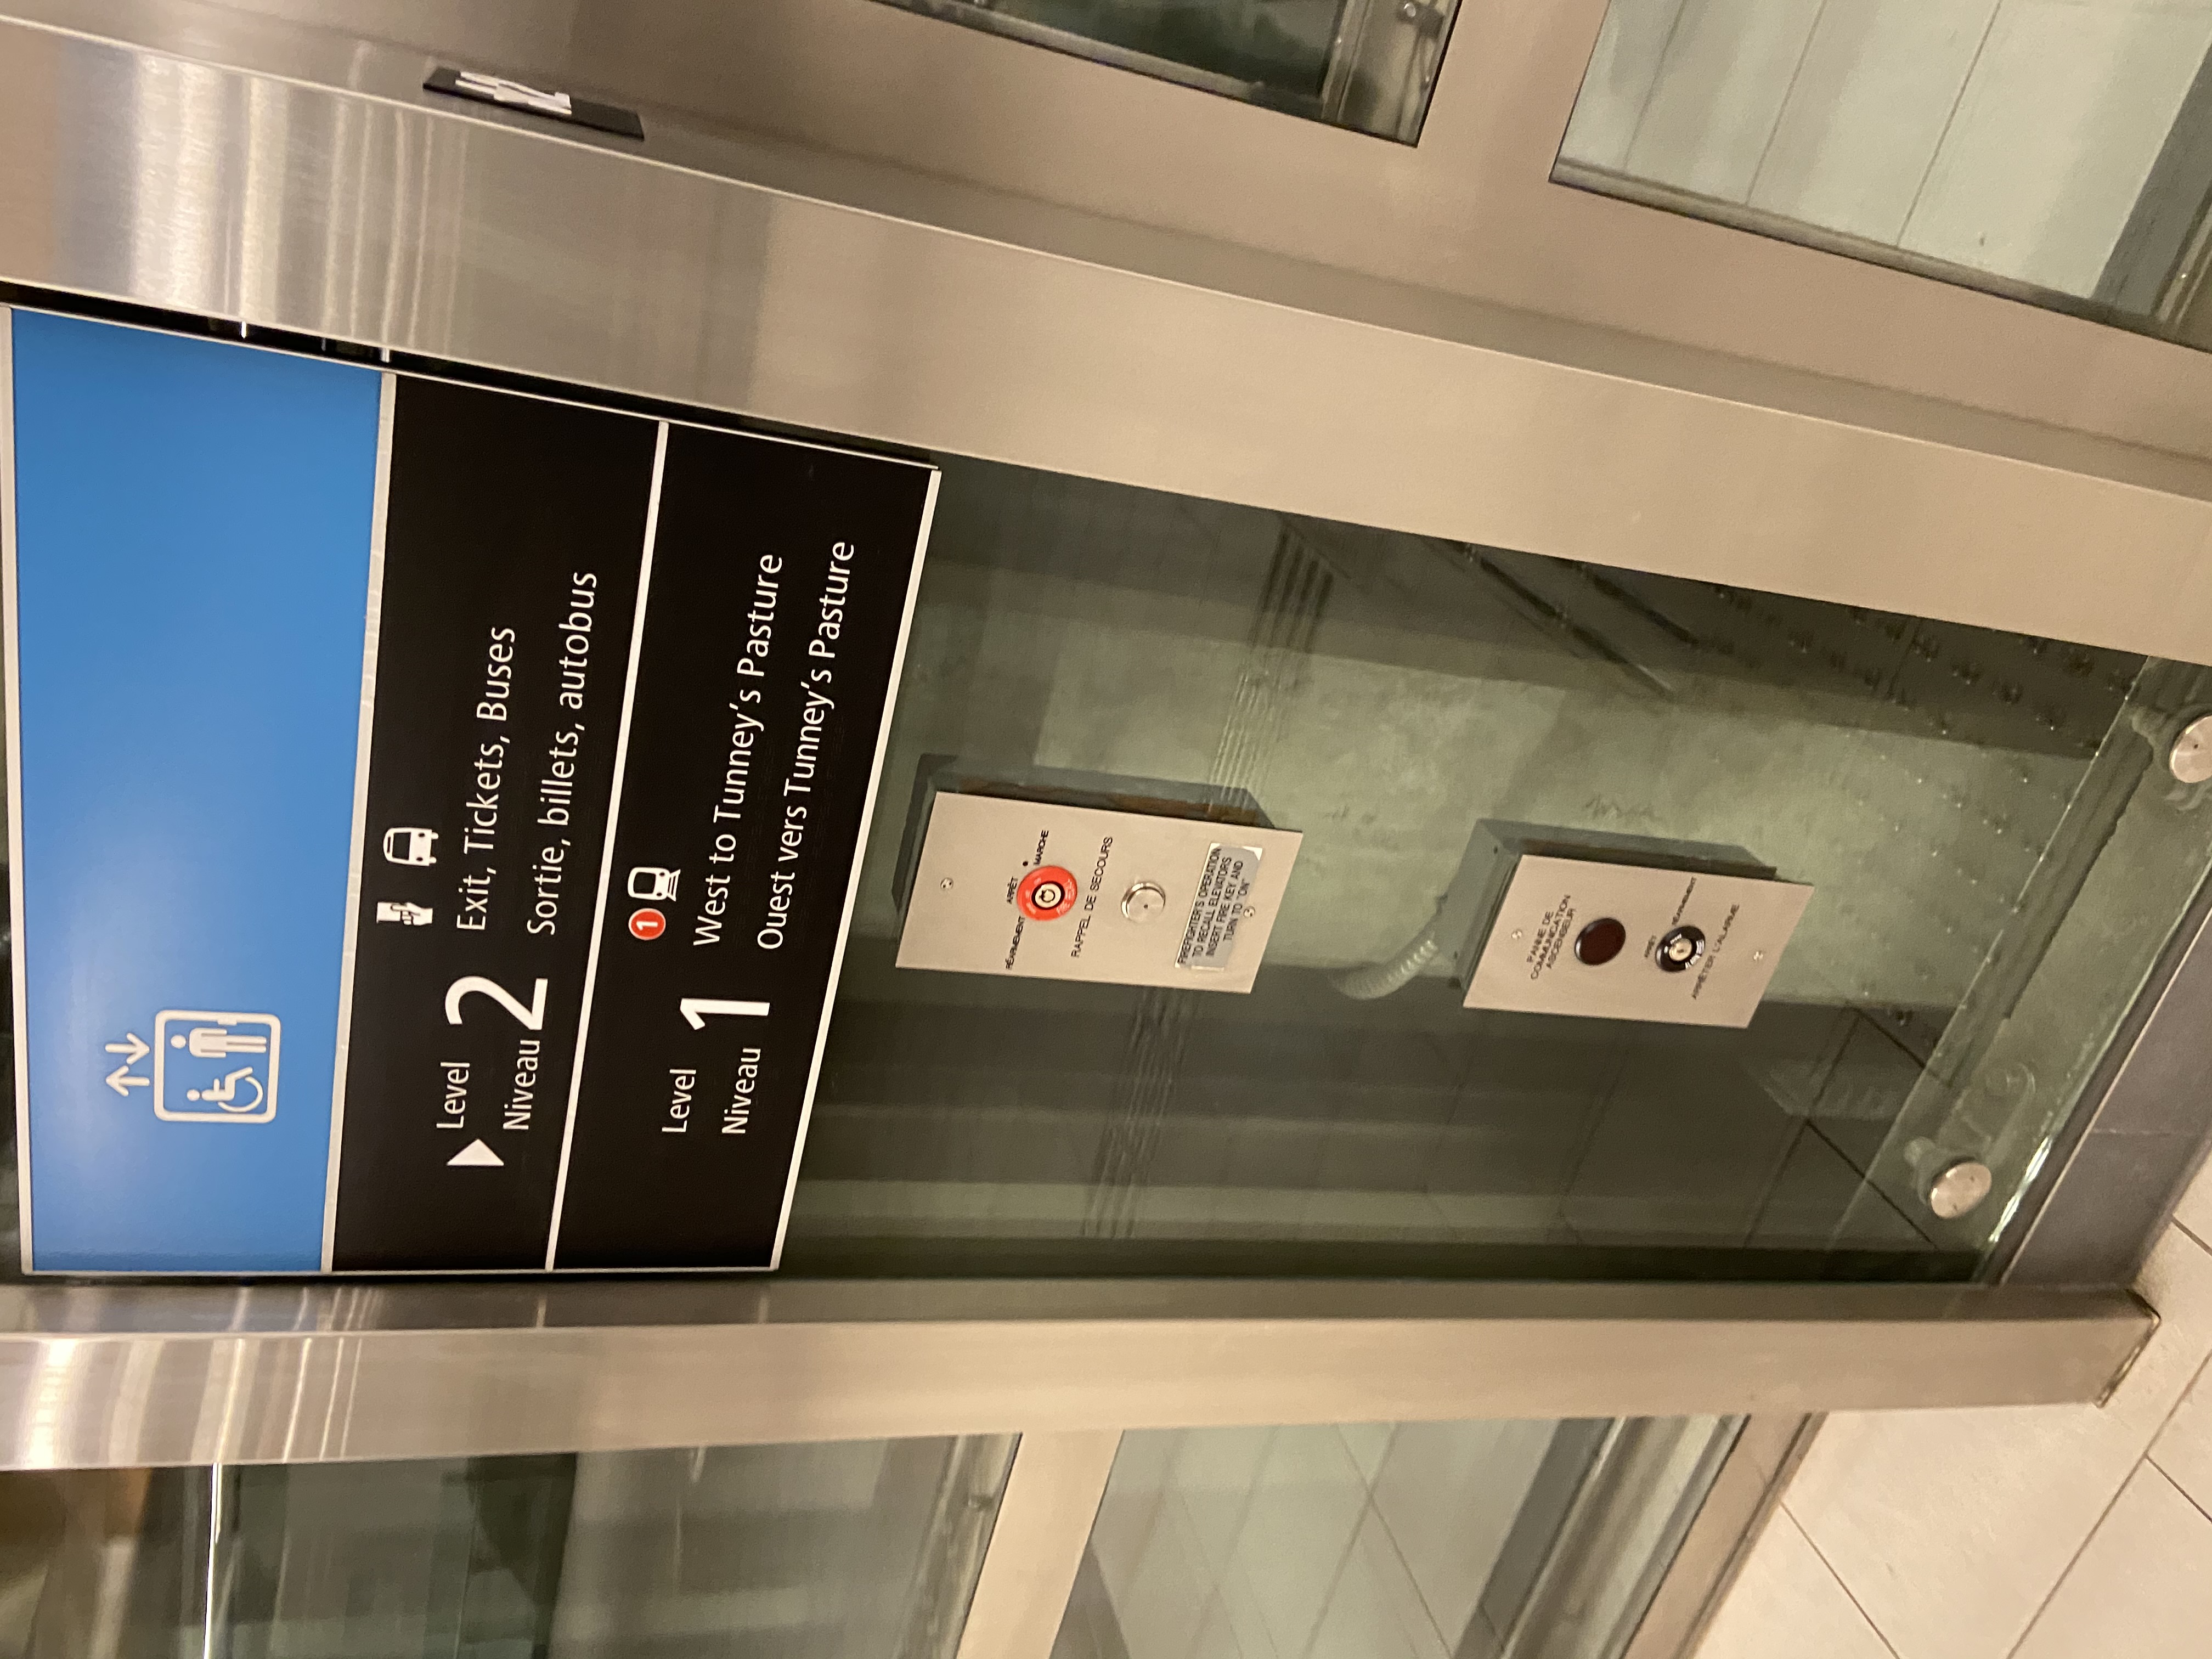 Level
Niveau
2
Exit, Tickets, Buses
Sortie, billets, autobus
1
Level
Niveau
1
West to Tunney's Pasture
Ouest vers Tunney's Pasture
ARRÊT
RÉARMEMENT
MARCHE
RAPPEL DE SECOURS
FIREFIGHTER'S OPERATION
TO RECALL ELEVATORS
INSERT FIRE KEY AND
TURN TO "ON"
PANNE DE
COMMUNICATION
ASCENSEUR
ARRÊT
RÉARMEMENT
ARRÊTER L'ALARME